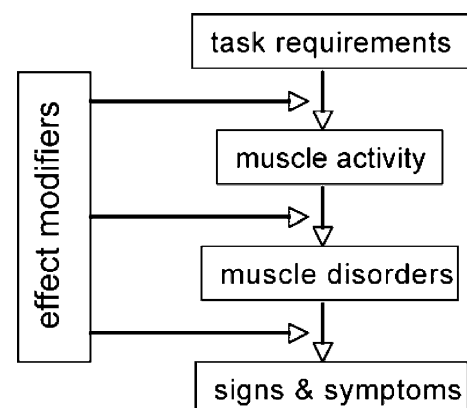 task requirements
effect modifiers
muscle activity
muscle disorders
signs & symptoms